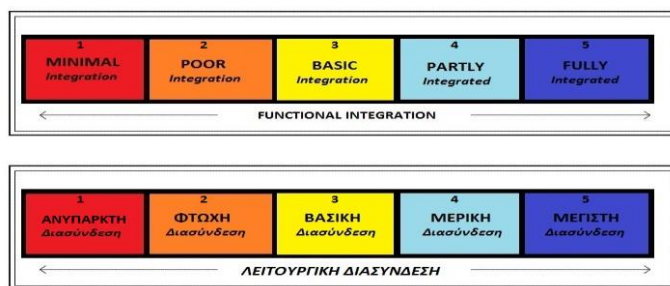 1 2 3 4 5
MINIMAL POOR BASIC PARTLY FULLY
Integration Integration Integration Integrated Integrated
FUNCTIONAL INTEGRATION
1 2 3 4 5
ΑΝΥΠΑΡΚΤΗ ΦΤΩΧΗ ΒΑΣΙΚΗ ΜΕΡΙΚΗ ΜΕΓΙΣΤΗ
Διασύνδεση Διασύνδεση Διασύνδεση Διασύνδεση Διασύνδεση
ΛΕΙΤΟΥΡΓΙΚΗ ΔΙΑΣΥΝΔΕΣΗ